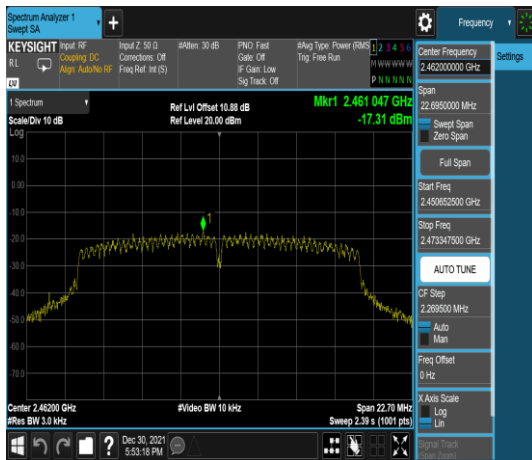 Spectrum Analyzer 1
Swept SA
Frequency
KEYSIGHT
RL
LXI
Input: RF
Coupling: DC
Align: Auto/No RF
Input Z: 50 Ω
Corrections: Off
Freq Ref: Int (S)
#Atten: 30 dB
PNO: Fast
Gate: Off
IF Gain: Low
Sig Track: Off
#Avg Type: Power (RMS
Trig: Free Run
1 2 3 4 5 6
M W W W W W
P N N N N N
Settings
1 Spectrum
Scale/Div 10 dB
Ref Lvl Offset 10.88 dB
Ref Level 20.00 dBm
Mkr1 2.461 047 GHz
-17.31 dBm
Log
10.0
0.00
-10.0
-20.0
-30.0
-40.0
-50.0
-60.0
-70.0
1
Center 2.46200 GHz
#Res BW 3.0 kHz
#Video BW 10 kHz
Span 22.70 MHz
Sweep 2.39 s (1001 pts)
Center Frequency
2.462000000 GHz
Span
22.6950000 MHz
Swept Span
Zero Span
Full Span
Start Freq
2.450652500 GHz
Stop Freq
2.473347500 GHz
AUTO TUNE
CF Step
2.269500 MHz
Auto
Man
Freq Offset
0 Hz
X Axis Scale
Log
Lin
Signal Track
(Span Zoom)
?
Dec 30, 2021
5:53:18 PM